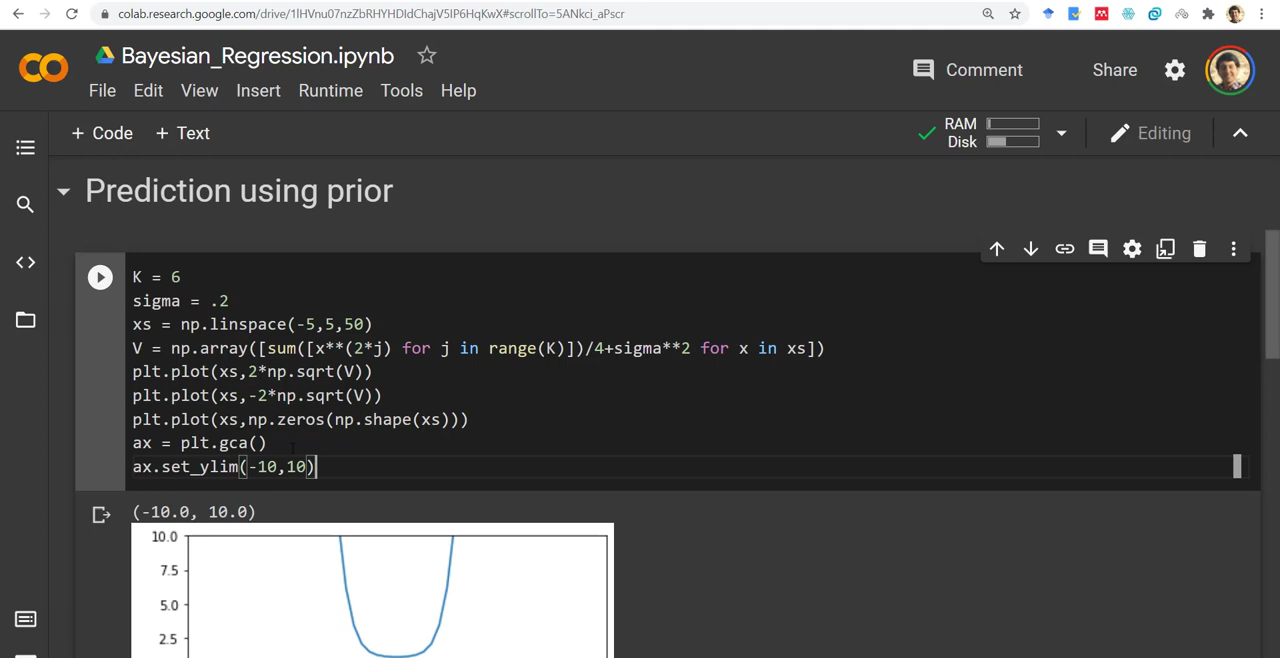 colab.research.google.com/drive/1lHVnu07nzZbRHYHDIdChajV5IP6HqKwX#scrollTo=5ANkci_aPscr
Bayesian_Regression.ipynb
Comment
Share
File Edit View Insert Runtime Tools Help
+ Code + Text
RAM
Disk
Editing
Prediction using prior
K = 6
sigma = .2
xs = np.linspace(-5,5,50)
V = np.array([sum([x**(2*j) for j in range(K)])/4+sigma**2 for x in xs])
plt.plot(xs,2*np.sqrt(V))
plt.plot(xs,-2*np.sqrt(V))
plt.plot(xs,np.zeros(np.shape(xs)))
ax = plt.gca()
ax.set_ylim(-10,10)
(-10.0, 10.0)
10.0
7.5
5.0
2.5